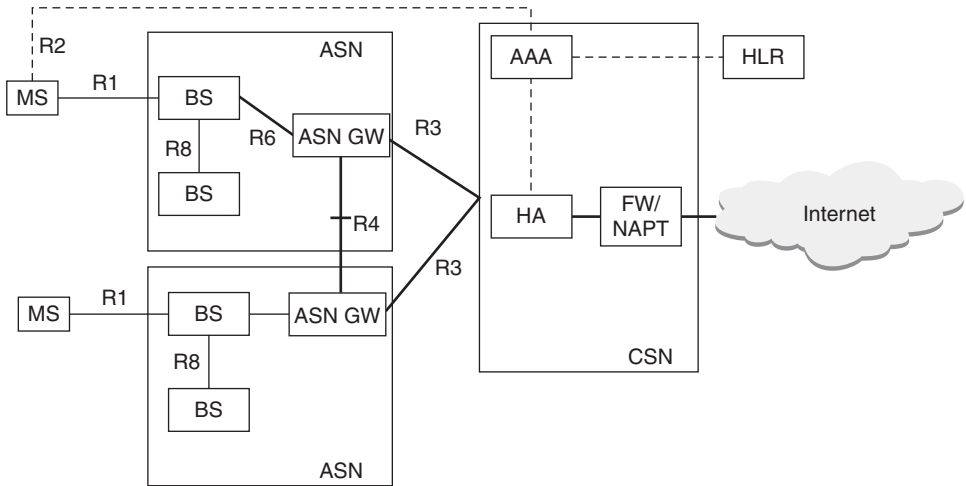 ASN
R2
AAA
HLR
R1
MS
BS
R6
ASN GW
R3
R8
BS
HA
FW/
NAPT
Internet
R4
R3
R1
MS
BS
ASN GW
R8
CSN
BS
ASN